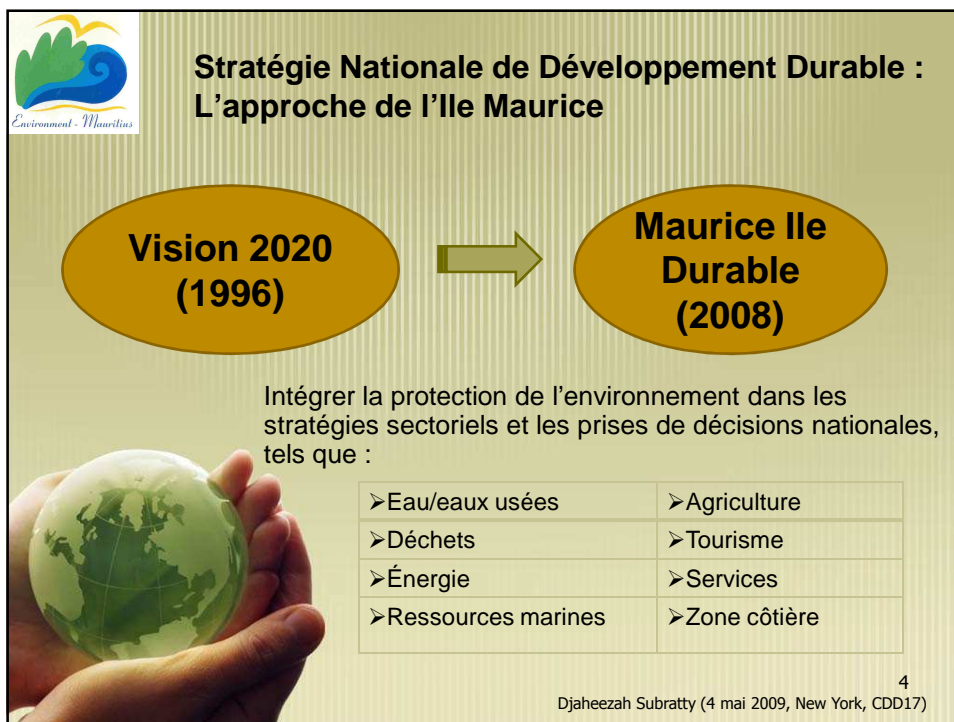 Environment - Mauritius
Stratégie Nationale de Développement Durable :
L'approche de l'Ile Maurice
Vision 2020
(1996)
Maurice Ile
Durable
(2008)
Intégrer la protection de l'environnement dans les
stratégies sectoriels et les prises de décisions nationales,
tels que :
➢Eau/eaux usées ➢Agriculture
➢Déchets ➢Tourisme
➢Énergie ➢Services
➢Ressources marines ➢Zone côtière
4
Djaheezah Subratty (4 mai 2009, New York, CDD17)